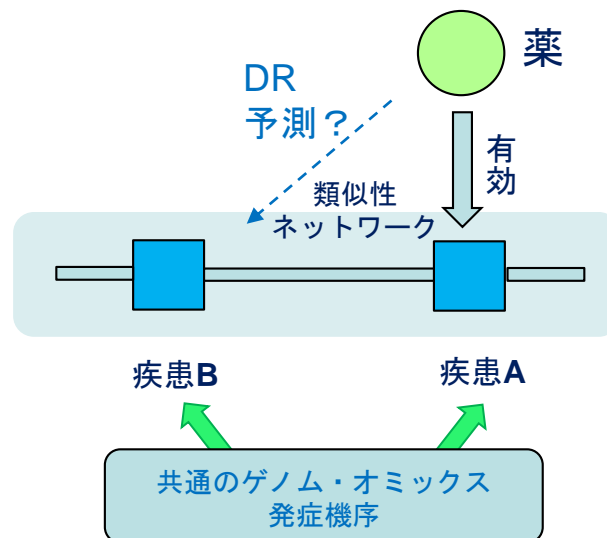 薬
DR
予測？
有効
類似性
ネットワーク
疾患B
疾患A
共通のゲノム・オミックス
発症機序